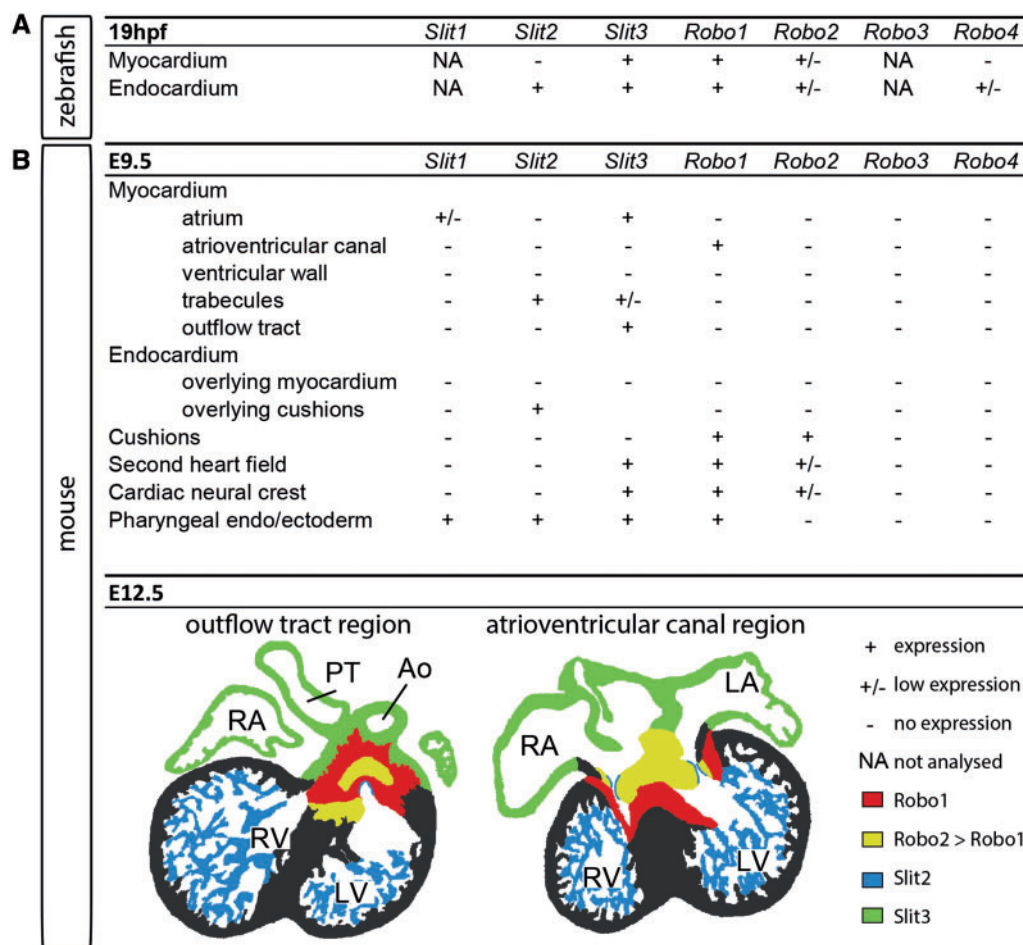 A
zebrafish
19hpf Slit1 Slit2 Slit3 Robo1 Robo2 Robo3 Robo4
Myocardium NA - + + +/- NA -
Endocardium NA + + + +/- NA +/-
B
mouse
E9.5 Slit1 Slit2 Slit3 Robo1 Robo2 Robo3 Robo4
Myocardium
atrium +/- - + - - - -
atrioventricular canal - - - + - - -
ventricular wall - - - - - - -
trabecules - + +/- - - - -
outflow tract - - + - - - -
Endocardium
overlying myocardium - - - - - - -
overlying cushions - + - - - -
Cushions - - - + + - -
Second heart field - - + + +/- - -
Cardiac neural crest - - + + +/- - -
Pharyngeal endo/ectoderm + + + + - - -
E12.5
outflow tract region
PT
Ao
RA
RV
LV
atrioventricular canal region
LA
RA
RV
LV
+ expression
+/- low expression
- no expression
NA not analysed
Robo1
Robo2 > Robo1
Slit2
Slit3